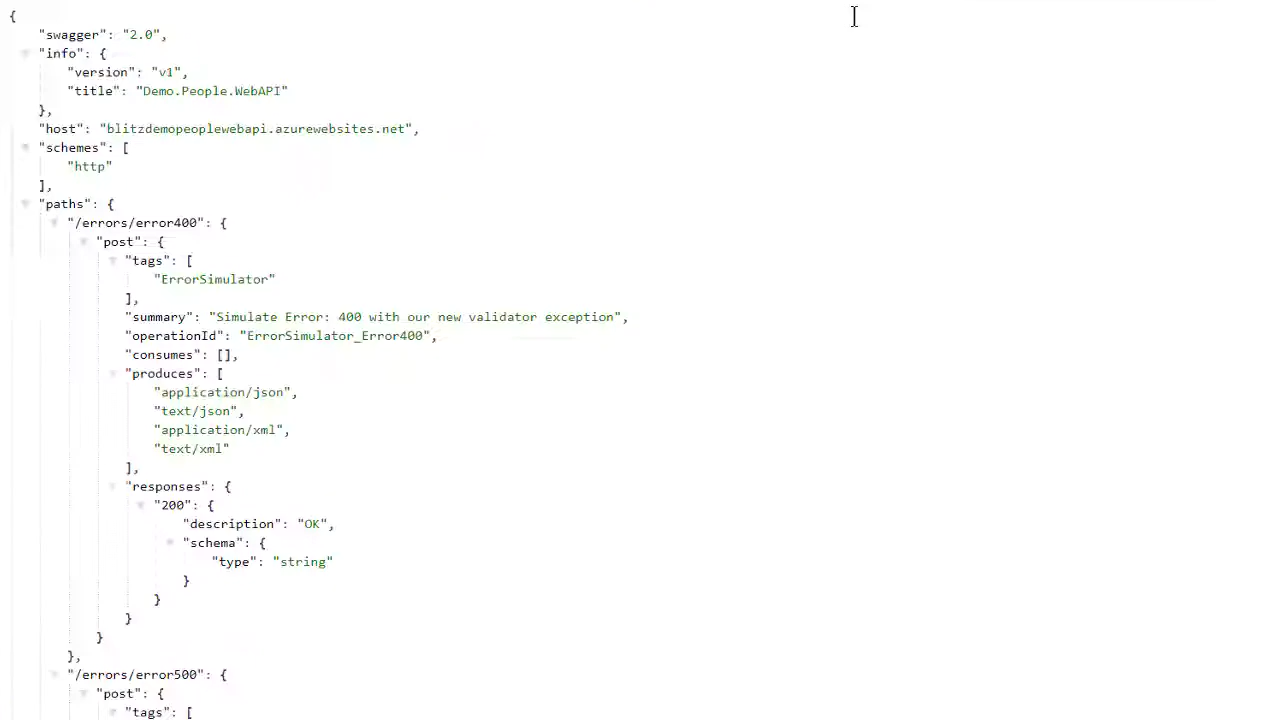 {
"swagger": "2.0",
"info": {
"version": "v1",
"title": "Demo.People.WebAPI"
},
"host": "blitzdemopeoplewebapi.azurewebsites.net",
"schemes": [
"http"
],
"paths": {
"/errors/error400": {
"post": {
"tags": [
"ErrorSimulator"
],
"summary": "Simulate Error: 400 with our new validator exception",
"operationId": "ErrorSimulator_Error400",
"consumes": [],
"produces": [
"application/json",
"text/json",
"application/xml",
"text/xml"
],
"responses": {
"200": {
"description": "OK",
"schema": {
"type": "string"
}
}
}
}
},
"/errors/error500": {
"post": {
"tags": [